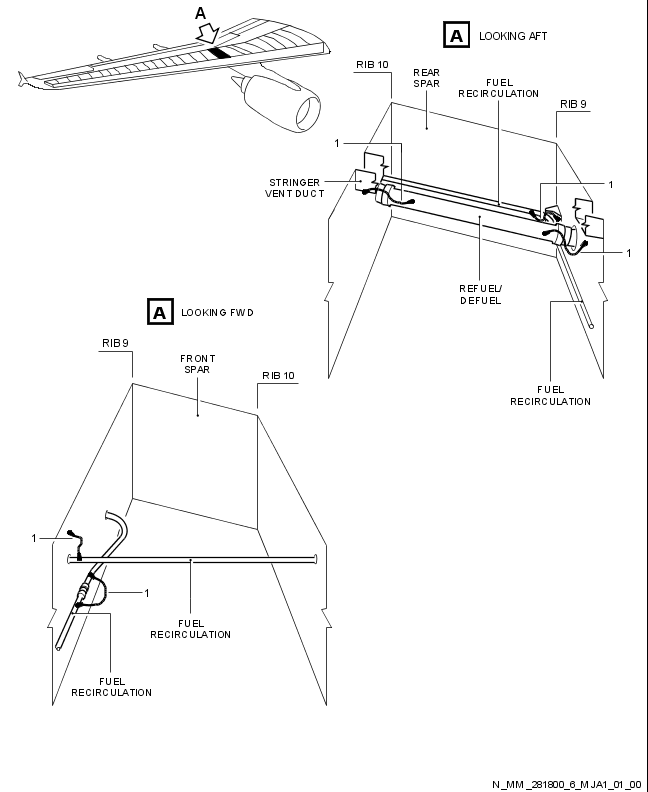 A
A LOOKING AFT
RIB 10
REAR
SPAR
FUEL
RECIRCULATION
RIB 9
1
1
STRINGER
VENT DUCT
1
REFUEL/
DEFUEL
FUEL
RECIRCULATION
A LOOKING FWD
RIB 9
FRONT
SPAR
RIB 10
1
1
FUEL
RECIRCULATION
FUEL
RECIRCULATION
N_MM_281800_6_MJA1_01_00